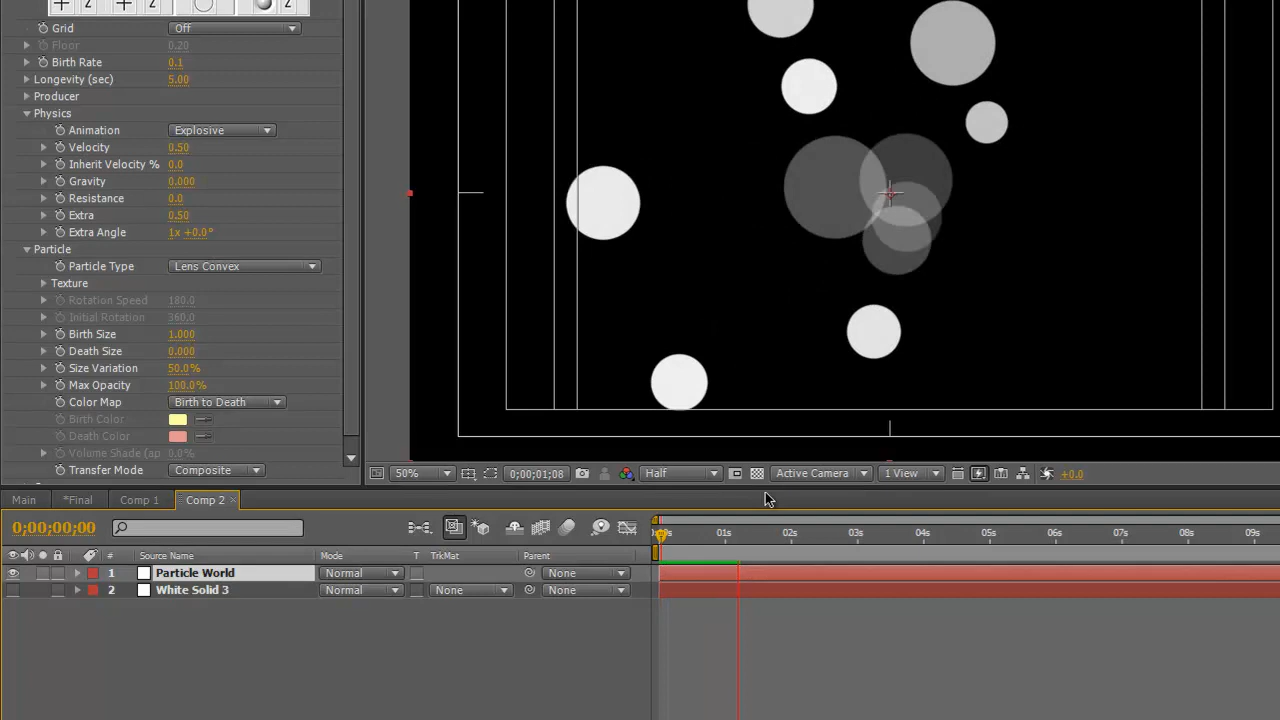 Z Z Z
Grid Off
Floor 0.20
Birth Rate 0.1
Longevity (sec) 5.00
Producer
Physics
Animation Explosive
Velocity 0.50
Inherit Velocity % 0.0
Gravity 0.000
Resistance 0.0
Extra 0.50
Extra Angle 1x +0.0°
Particle
Particle Type Lens Convex
Texture
Rotation Speed 180.0
Initial Rotation 360.0
Birth Size 1.000
Death Size 0.000
Size Variation 50.0%
Max Opacity 100.0%
Color Map Birth to Death
Birth Color
Death Color
Volume Shade (ap 0.0%
Transfer Mode Composite
50% 0;00;01;08 Half Active Camera 1 View +0.0
Main *Final Comp 1 Comp 2 ×
0;00;00;00 01s 02s 03s 04s 05s 06s 07s 08s 09s
# Source Name Mode T TrkMat Parent
1 Particle World Normal None
2 White Solid 3 Normal None None